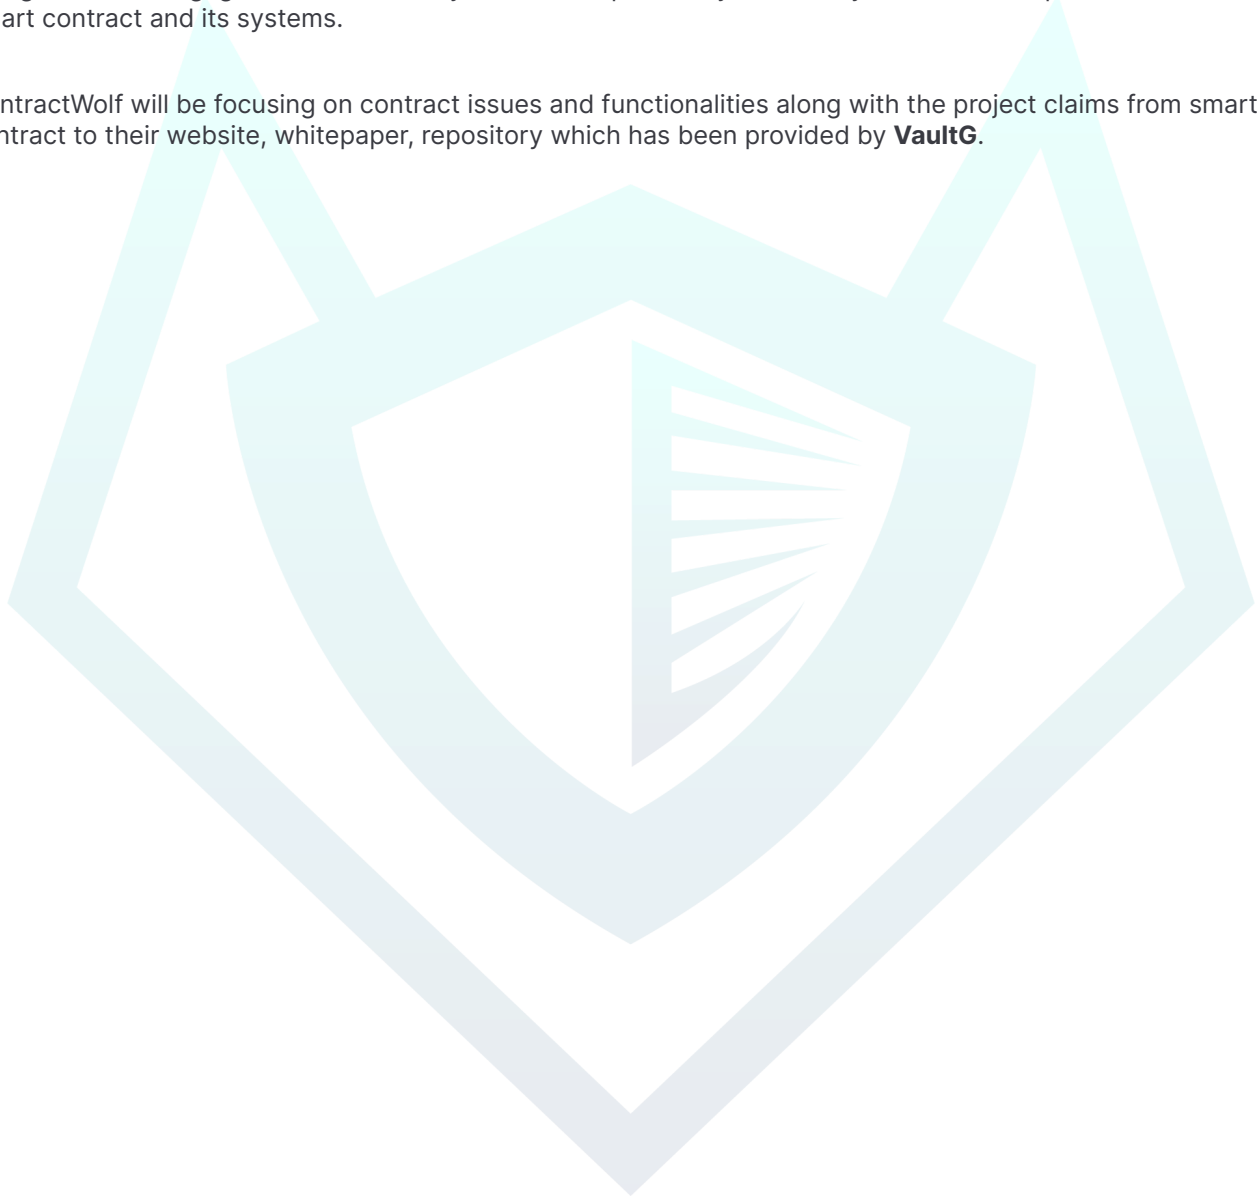 art contract and its systems.
ntractWolf will be focusing on contract issues and functionalities along with the project claims from smart
ntract to their website, whitepaper, repository which has been provided by VaultG.